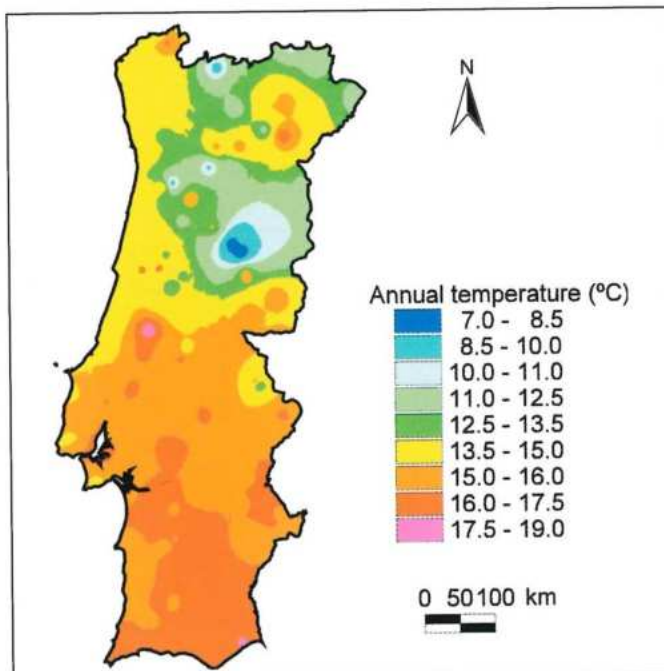 N
Annual temperature (ºC)
7.0 - 8.5
8.5 - 10.0
10.0 - 11.0
11.0 - 12.5
12.5 - 13.5
13.5 - 15.0
15.0 - 16.0
16.0 - 17.5
17.5 - 19.0
0 50 100 km